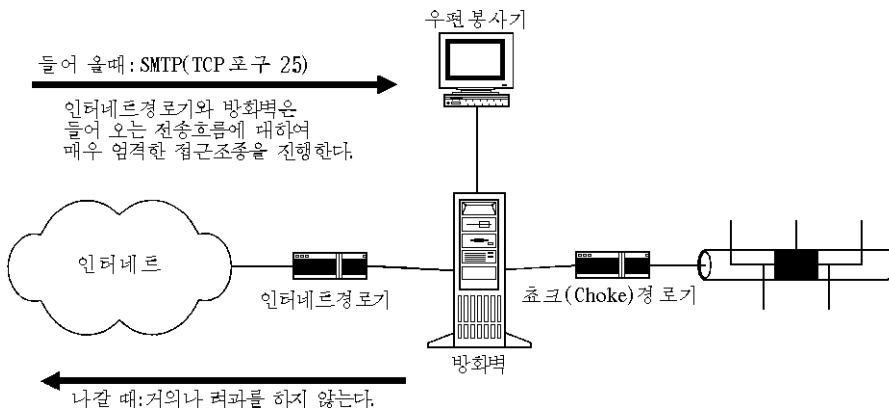 우편봉사기
들어 올때: SMTP(TCP 포구 25)
인터네트경로기와 방화벽은
들어 오는 전송흐름에 대하여
매우 엄격한 접근조종을 진행한다.
인터네트
인터네트경로기
쵸크(Choke)경로기
방화벽
나갈 때:거의나 려과를 하지 않는다.